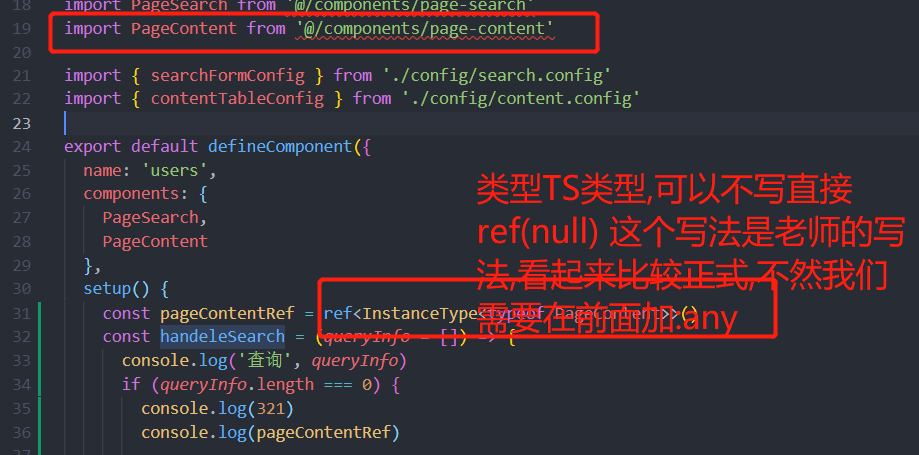 18 import PageSearch from '@/components/page-search'
19 import PageContent from '@/components/page-content'
20
21 import { searchFormConfig } from './config/search.config'
22 import { contentTableConfig } from './config/content.config'
23
24 export default defineComponent({
25 name: 'users',
26 components: {
27 PageSearch,
28 PageContent
29 },
30 setup() {
31 const pageContentRef = ref<InstanceType<typeof PageContent>>()
32 const handeleSearch = (queryInfo = []) => {
33 console.log('查询', queryInfo)
34 if (queryInfo.length === 0) {
35 console.log(321)
36 console.log(pageContentRef)
类型TS类型,可以不写直接
ref(null) 这个写法是老师的写
法,看起来比较正式,不然我们
需要在前面加.any